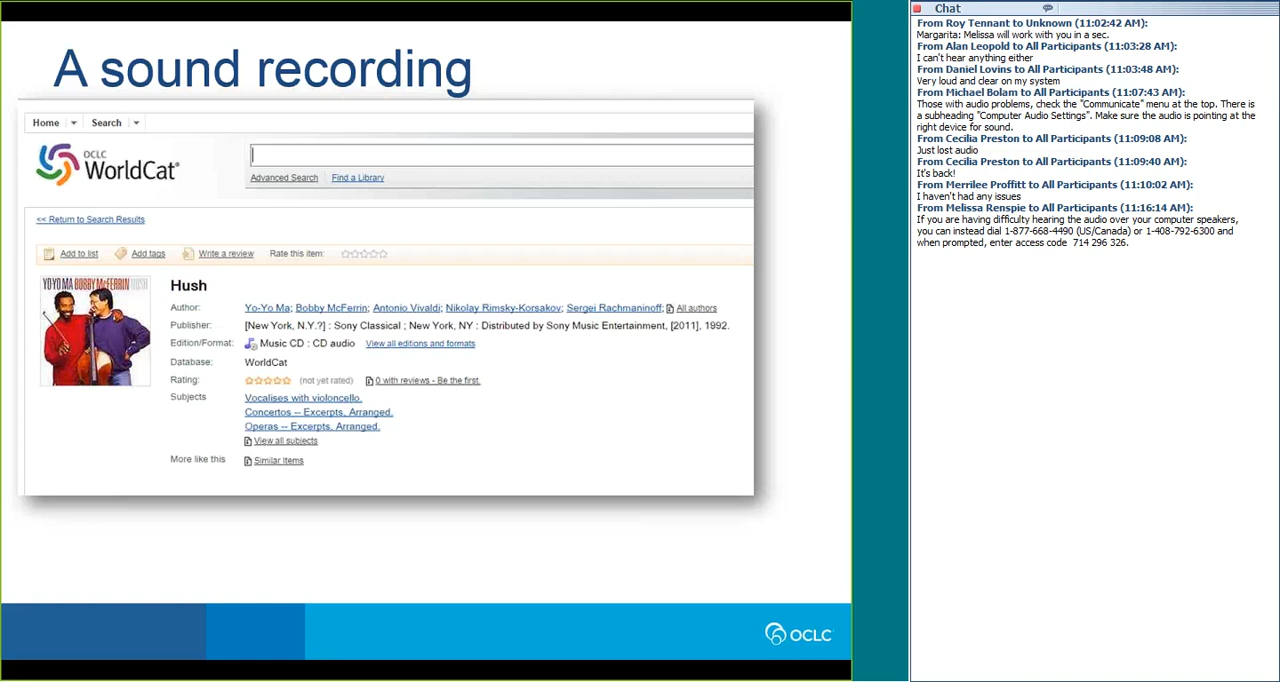 A sound recording
Home Search
OCLC
WorldCat®
Advanced Search Find a Library
<< Return to Search Results
Add to list Add tags Write a review Rate this item:
YO-YO MA BOBBY McFERRIN HUSH
Hush
Author: Yo-Yo Ma; Bobby McFerrin; Antonio Vivaldi; Nikolay Rimsky-Korsakov; Sergei Rachmaninoff; All authors
Publisher: [New York, N.Y.?] : Sony Classical ; New York, NY : Distributed by Sony Music Entertainment, [2011], 1992.
Edition/Format: Music CD : CD audio View all editions and formats
Database: WorldCat
Rating: (not yet rated) 0 with reviews - Be the first.
Subjects Vocalises with violoncello.
Concertos -- Excerpts, Arranged.
Operas -- Excerpts, Arranged.
View all subjects
More like this Similar Items
OCLC
Chat
From Roy Tennant to Unknown (11:02:42 AM):
Margarita: Melissa will work with you in a sec.
From Alan Leopold to All Participants (11:03:28 AM):
I can't hear anything either
From Daniel Lovins to All Participants (11:03:48 AM):
Very loud and clear on my system
From Michael Bolam to All Participants (11:07:43 AM):
Those with audio problems, check the "Communicate" menu at the top. There is
a subheading "Computer Audio Settings". Make sure the audio is pointing at the
right device for sound.
From Cecilia Preston to All Participants (11:09:08 AM):
Just lost audio
From Cecilia Preston to All Participants (11:09:40 AM):
It's back!
From Merrilee Proffitt to All Participants (11:10:02 AM):
I haven't had any issues
From Melissa Renspie to All Participants (11:16:14 AM):
If you are having difficulty hearing the audio over your computer speakers,
you can instead dial 1-877-668-4490 (US/Canada) or 1-408-792-6300 and
when prompted, enter access code 714 296 326.